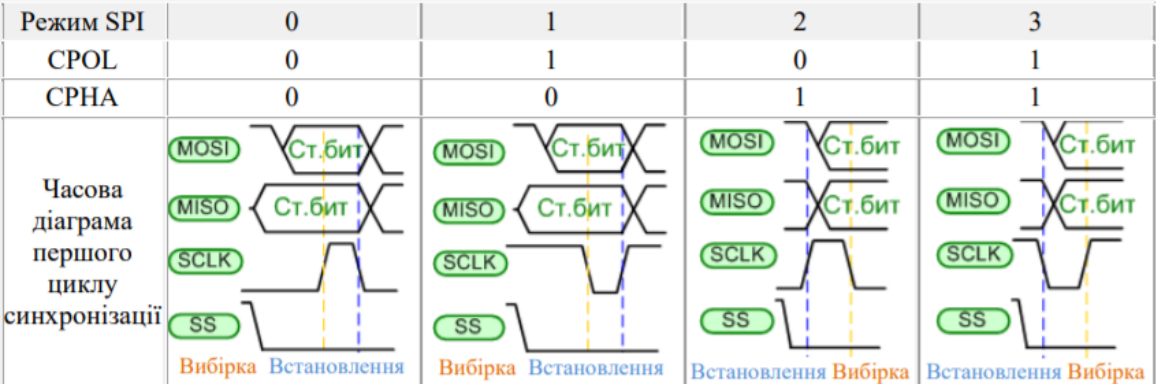 Режим SPI 0 1 2 3
CPOL 0 1 0 1
CPHA 0 0 1 1
Часова
діаграма
першого
циклу
синхронізації
MOSI Ст.бит
MISO Ст.бит
SCLK
SS
Вибірка Встановлення
MOSI Ст.бит
MISO Ст.бит
SCLK
SS
Вибірка Встановлення
MOSI Ст.бит
MISO Ст.бит
SCLK
SS
Встановлення Вибірка
MOSI Ст.бит
MISO Ст.бит
SCLK
SS
Встановлення Вибірка